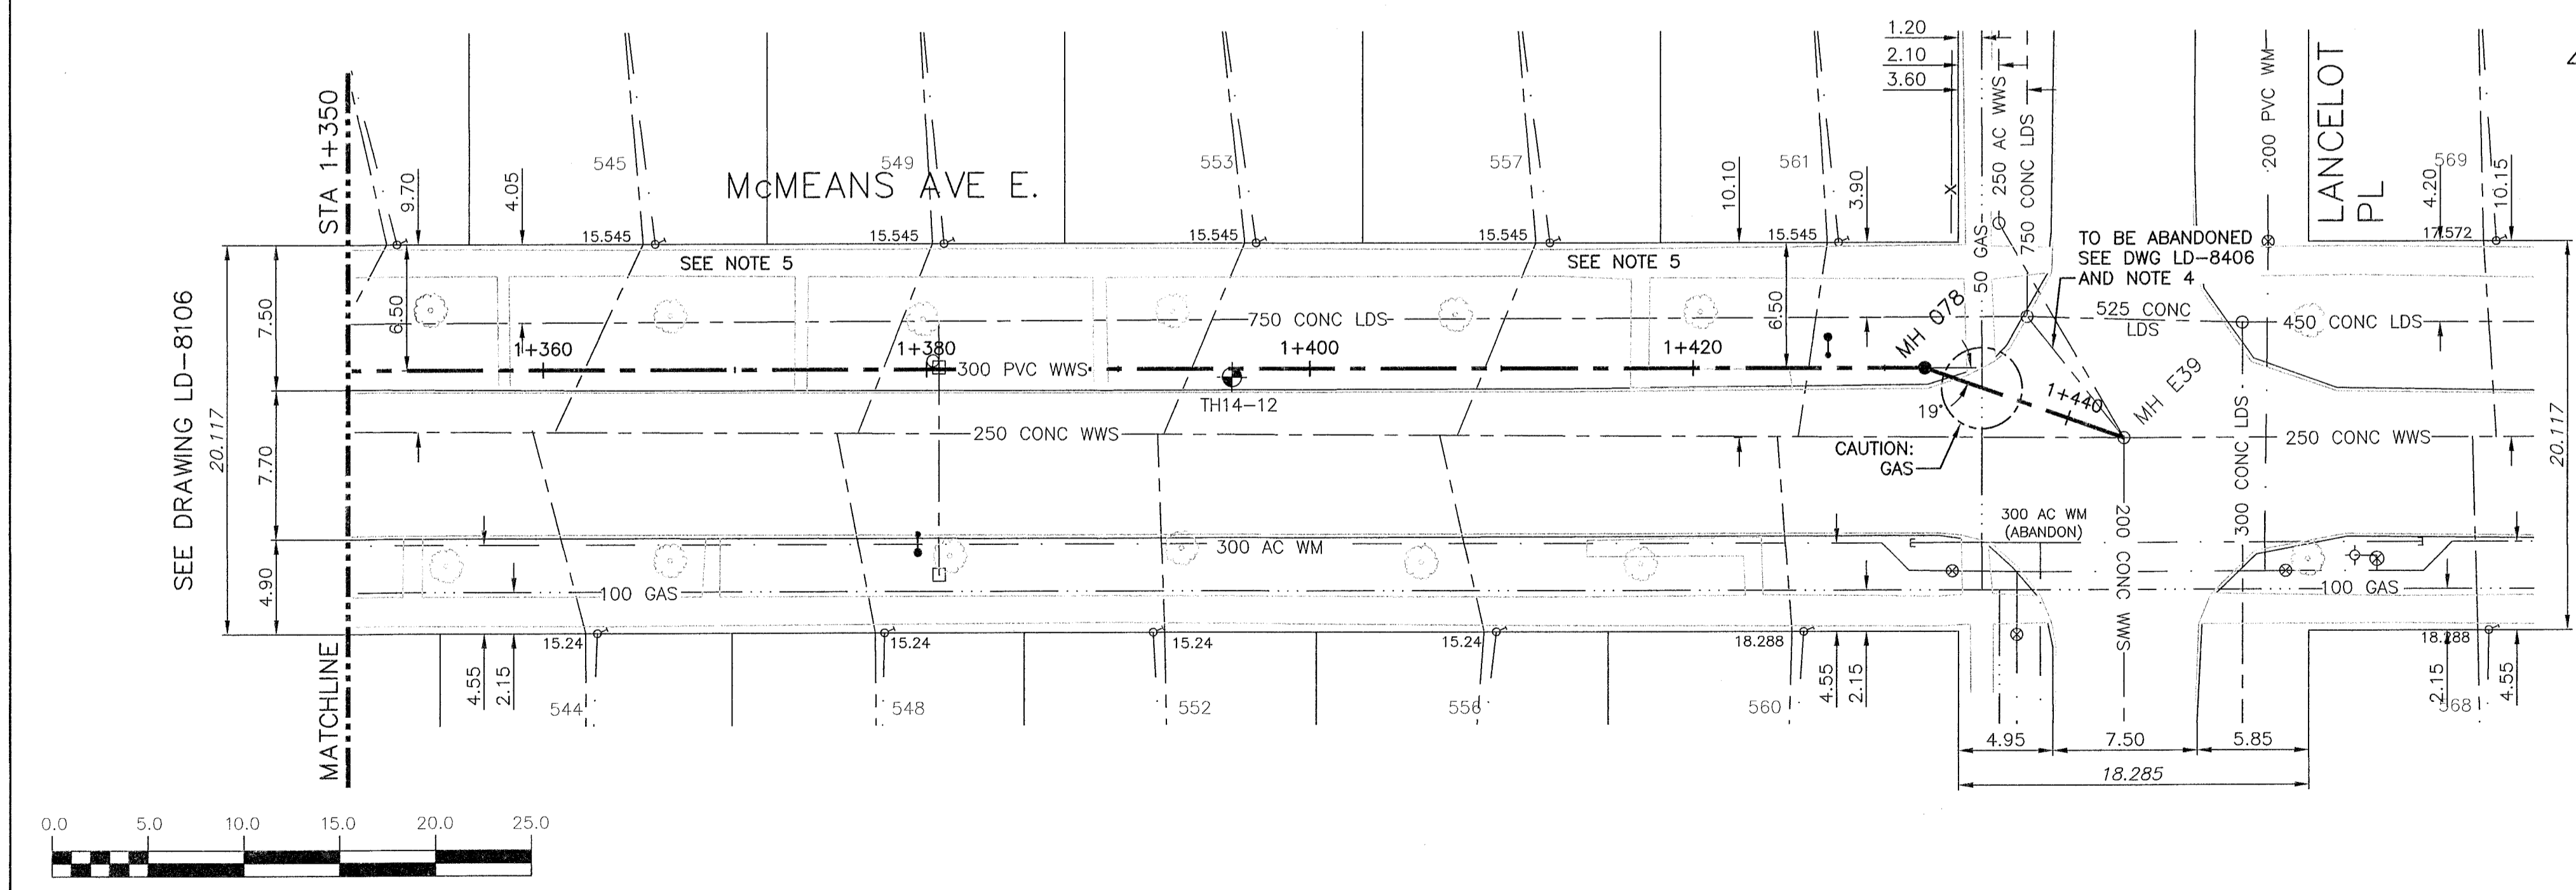 1.20
2.10
3.60
50 GAS
250 AC WWS
750 CONC LDS
200 PVC WM
LANCELOT
PL
4
STA 1+350
9.70
4.05
545
549
553
557
561
569
McMEANS AVE E.
10.10
3.90
X
4.20
10.15
15.545
15.545
15.545
15.545
15.545
17.572
SEE NOTE 5
SEE NOTE 5
TO BE ABANDONED
SEE DWG LD-8406
AND NOTE 4
SEE DRAWING LD-8106
20.117
7.50
6.50
750 CONC LDS
6.50
MH 078
525 CONC
LDS
450 CONC LDS
1+360
1+380
1+400
1+420
300 PVC WWS
TH14-12
19°
1+440
MH E39
7.70
250 CONC WWS
CAUTION:
GAS
300 CONC LDS
250 CONC WWS
20.117
4.90
300 AC WM
300 AC WM
(ABANDON)
200 CONC WWS
100 GAS
100 GAS
15.24
15.24
15.24
15.24
18.288
18.288
MATCHLINE
4.55
2.15
544
548
552
556
560
4.55
2.15
2.15
568
4.55
4.95
7.50
5.85
18.285
0.0
5.0
10.0
15.0
20.0
25.0